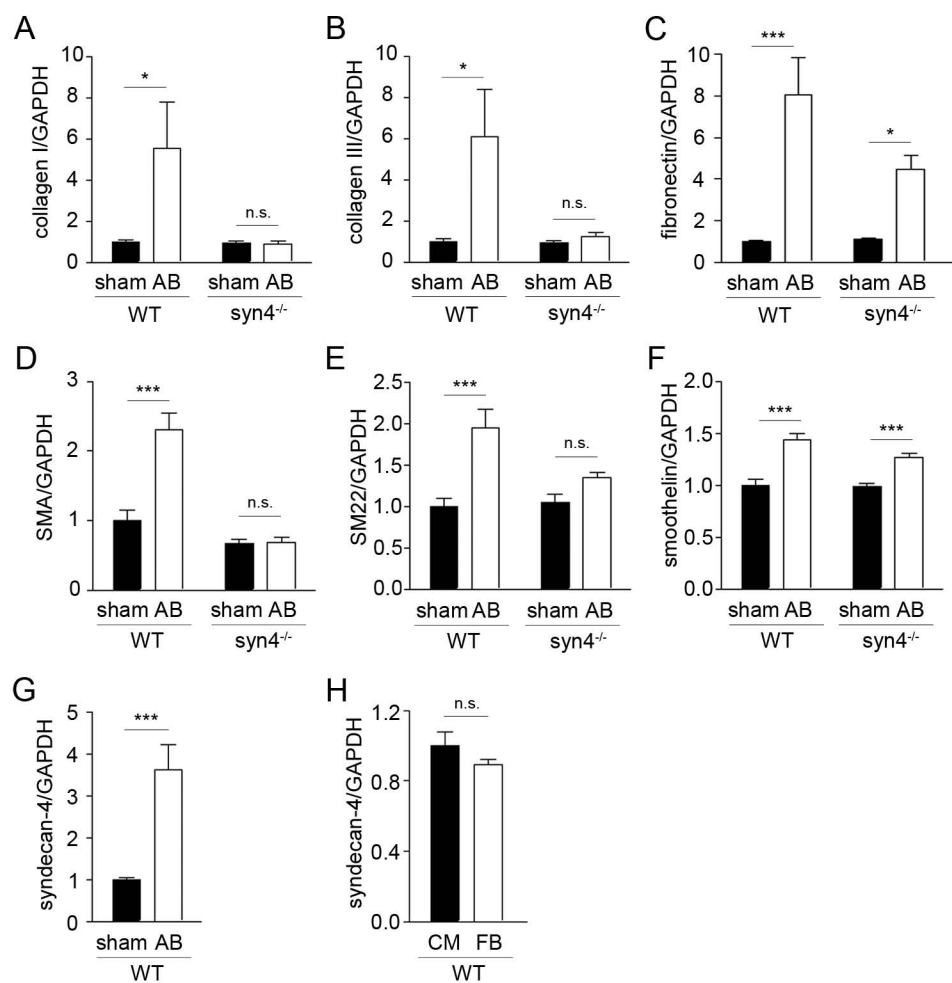 A
collagen I/GAPDH
10
8
6
4
2
0
*
n.s.
sham AB sham AB
WT syn4-/-
B
collagen III/GAPDH
10
8
6
4
2
0
*
n.s.
sham AB sham AB
WT syn4-/-
C
fibronectin/GAPDH
10
8
6
4
2
0
***
*
sham AB sham AB
WT syn4-/-
D
SMA/GAPDH
3
2
1
0
***
n.s.
sham AB sham AB
WT syn4-/-
E
SM22/GAPDH
2.5
2.0
1.5
1.0
0.5
0.0
***
n.s.
sham AB sham AB
WT syn4-/-
F
smoothelin/GAPDH
2.0
1.5
1.0
0.5
0.0
***
***
sham AB sham AB
WT syn4-/-
G
syndecan-4/GAPDH
5
4
3
2
1
0
***
sham AB
WT
H
syndecan-4/GAPDH
1.2
0.8
0.4
0.0
n.s.
CM FB
WT